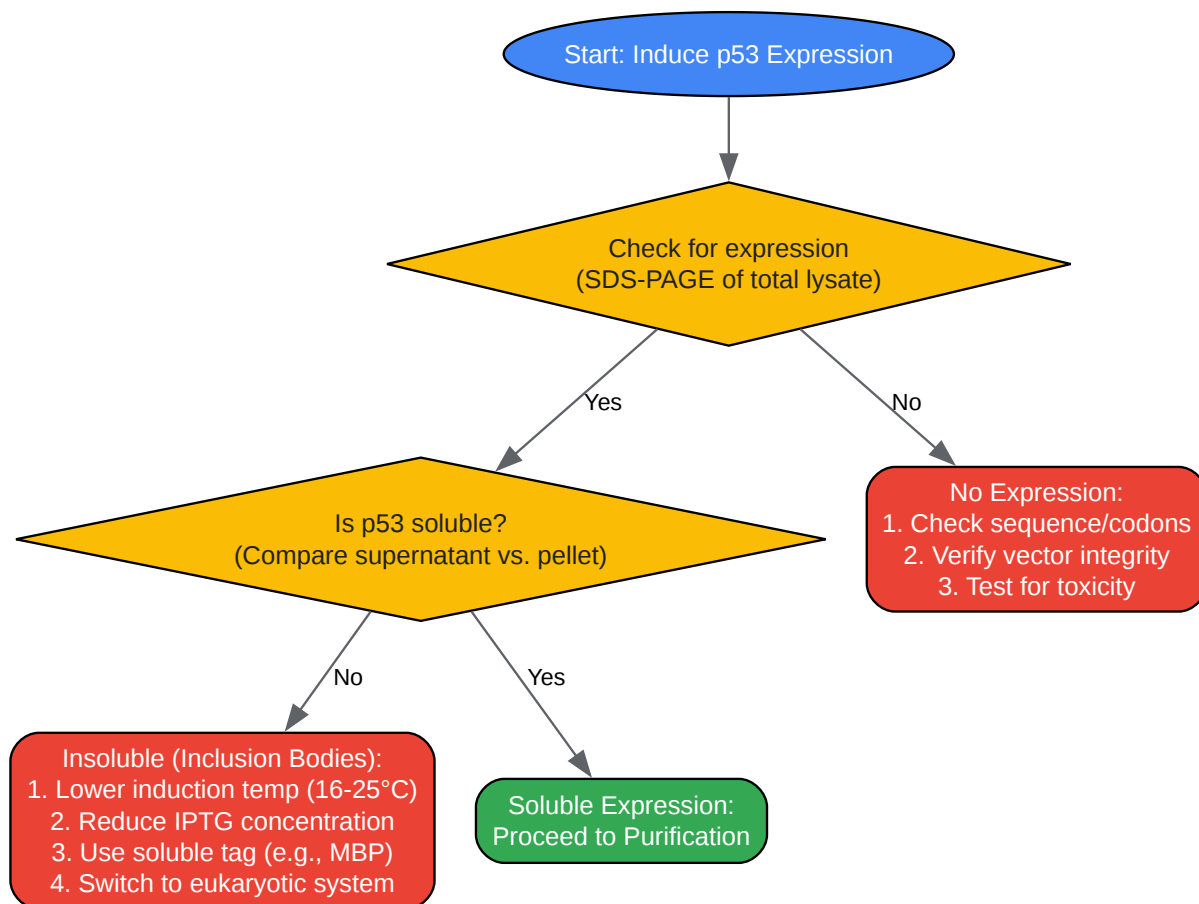 Start: Induce p53 Expression
Check for expression
(SDS-PAGE of total lysate)
Yes
No
Is p53 soluble?
(Compare supernatant vs. pellet)
No Expression:
1. Check sequence/codons
2. Verify vector integrity
3. Test for toxicity
No
Yes
Insoluble (Inclusion Bodies):
1. Lower induction temp (16-25°C)
2. Reduce IPTG concentration
3. Use soluble tag (e.g., MBP)
4. Switch to eukaryotic system
Soluble Expression:
Proceed to Purification